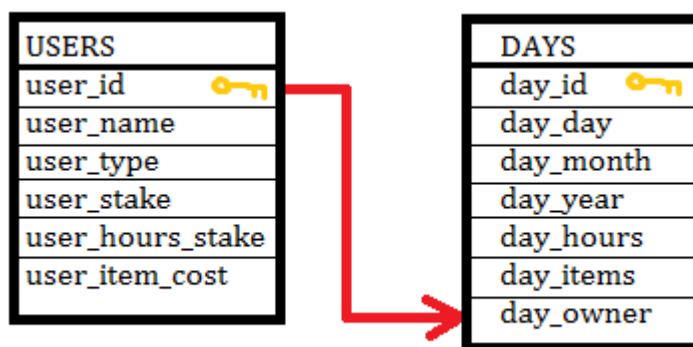 USERS
user_id
user_name
user_type
user_stake
user_hours_stake
user_item_cost
DAYS
day_id
day_day
day_month
day_year
day_hours
day_items
day_owner